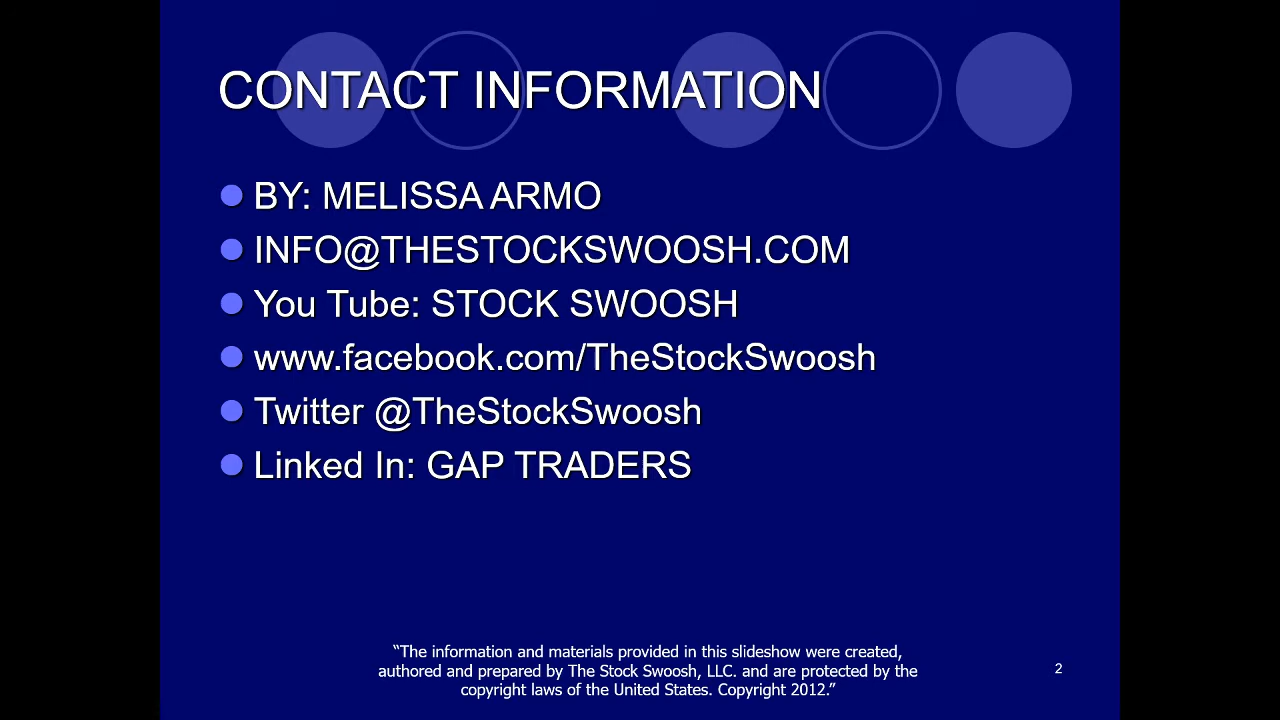 CONTACT INFORMATION
BY: MELISSA ARMO
INFO@THESTOCKSWOOSH.COM
You Tube: STOCK SWOOSH
www.facebook.com/TheStockSwoosh
Twitter @TheStockSwoosh
Linked In: GAP TRADERS
“The information and materials provided in this slideshow were created,
authored and prepared by The Stock Swoosh, LLC. and are protected by the
copyright laws of the United States. Copyright 2012.”
2